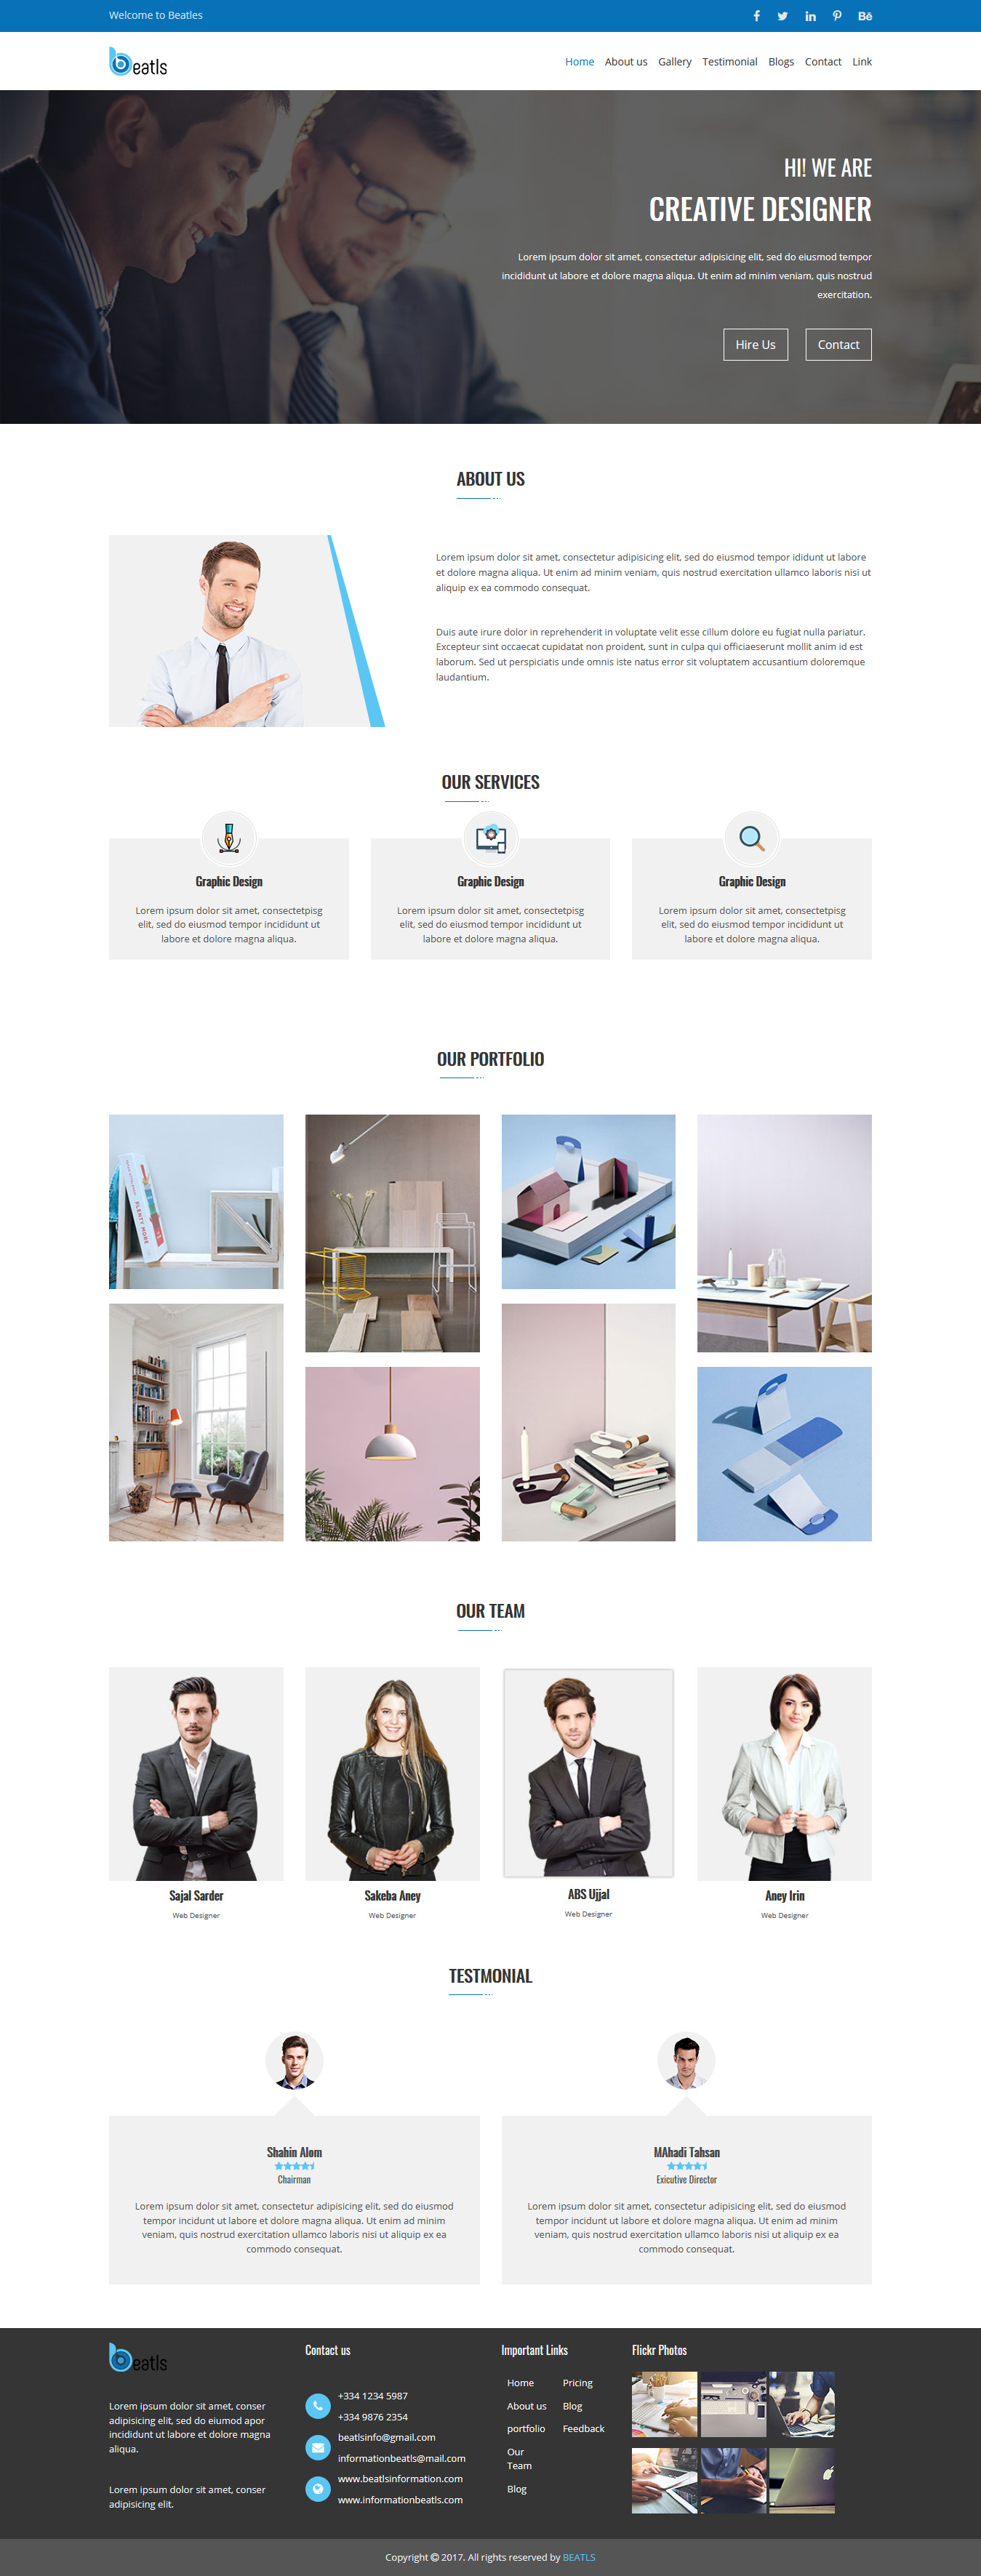 Welcome to Beatles
beatls
Home About us Gallery Testimonial Blogs Contact Link
HI! WE ARE
CREATIVE DESIGNER
Lorem ipsum dolor sit amet, consectetur adipisicing elit, sed do eiusmod tempor
incididunt ut labore et dolore magna aliqua. Ut enim ad minim veniam, quis nostrud
exercitation.
Hire Us Contact
ABOUT US
Lorem ipsum dolor sit amet, consectetur adipisicing elit, sed do eiusmod tempor ididunt ut labore
et dolore magna aliqua. Ut enim ad minim veniam, quis nostrud exercitation ullamco laboris nisi ut
aliquip ex ea commodo consequat.
Duis aute irure dolor in reprehenderit in voluptate velit esse cillum dolore eu fugiat nulla pariatur.
Excepteur sint occaecat cupidatat non proident, sunt in culpa qui officiaeserunt mollit anim id est
laborum. Sed ut perspiciatis unde omnis iste natus error sit voluptatem accusantium doloremque
laudantium.
OUR SERVICES
Graphic Design
Lorem ipsum dolor sit amet, consectetpisg
elit, sed do eiusmod tempor incididunt ut
labore et dolore magna aliqua.
Graphic Design
Lorem ipsum dolor sit amet, consectetpisg
elit, sed do eiusmod tempor incididunt ut
labore et dolore magna aliqua.
Graphic Design
Lorem ipsum dolor sit amet, consectetpisg
elit, sed do eiusmod tempor incididunt ut
labore et dolore magna aliqua.
OUR PORTFOLIO
PLENTY MORE
OUR TEAM
Sajal Sarder
Web Designer
Sakeba Aney
Web Designer
ABS Ujjal
Web Designer
Aney Irin
Web Designer
TESTMONIAL
Shahin Alom
Chairman
Lorem ipsum dolor sit amet, consectetur adipisicing elit, sed do eiusmod
tempor incidunt ut labore et dolore magna aliqua. Ut enim ad minim
veniam, quis nostrud exercitation ullamco laboris nisi ut aliquip ex ea
commodo consequat.
MAhadi Tahsan
Exicutive Director
Lorem ipsum dolor sit amet, consectetur adipisicing elit, sed do eiusmod
tempor incidunt ut labore et dolore magna aliqua. Ut enim ad minim
veniam, quis nostrud exercitation ullamco laboris nisi ut aliquip ex ea
commodo consequat.
beatls
Lorem ipsum dolor sit amet, conser
adipisicing elit, sed do eiumod apor
incididunt ut labore et dolore magna
aliqua.
Lorem ipsum dolor sit amet, conser
adipisicing elit.
Contact us
+334 1234 5987
+334 9876 2354
beatlsinfo@gmail.com
informationbeatls@mail.com
www.beatlsinformation.com
www.informationbeatls.com
Important Links
Home
About us
portfolio
Our
Team
Blog
Pricing
Blog
Feedback
Flickr Photos
Copyright © 2017. All rights reserved by BEATLS